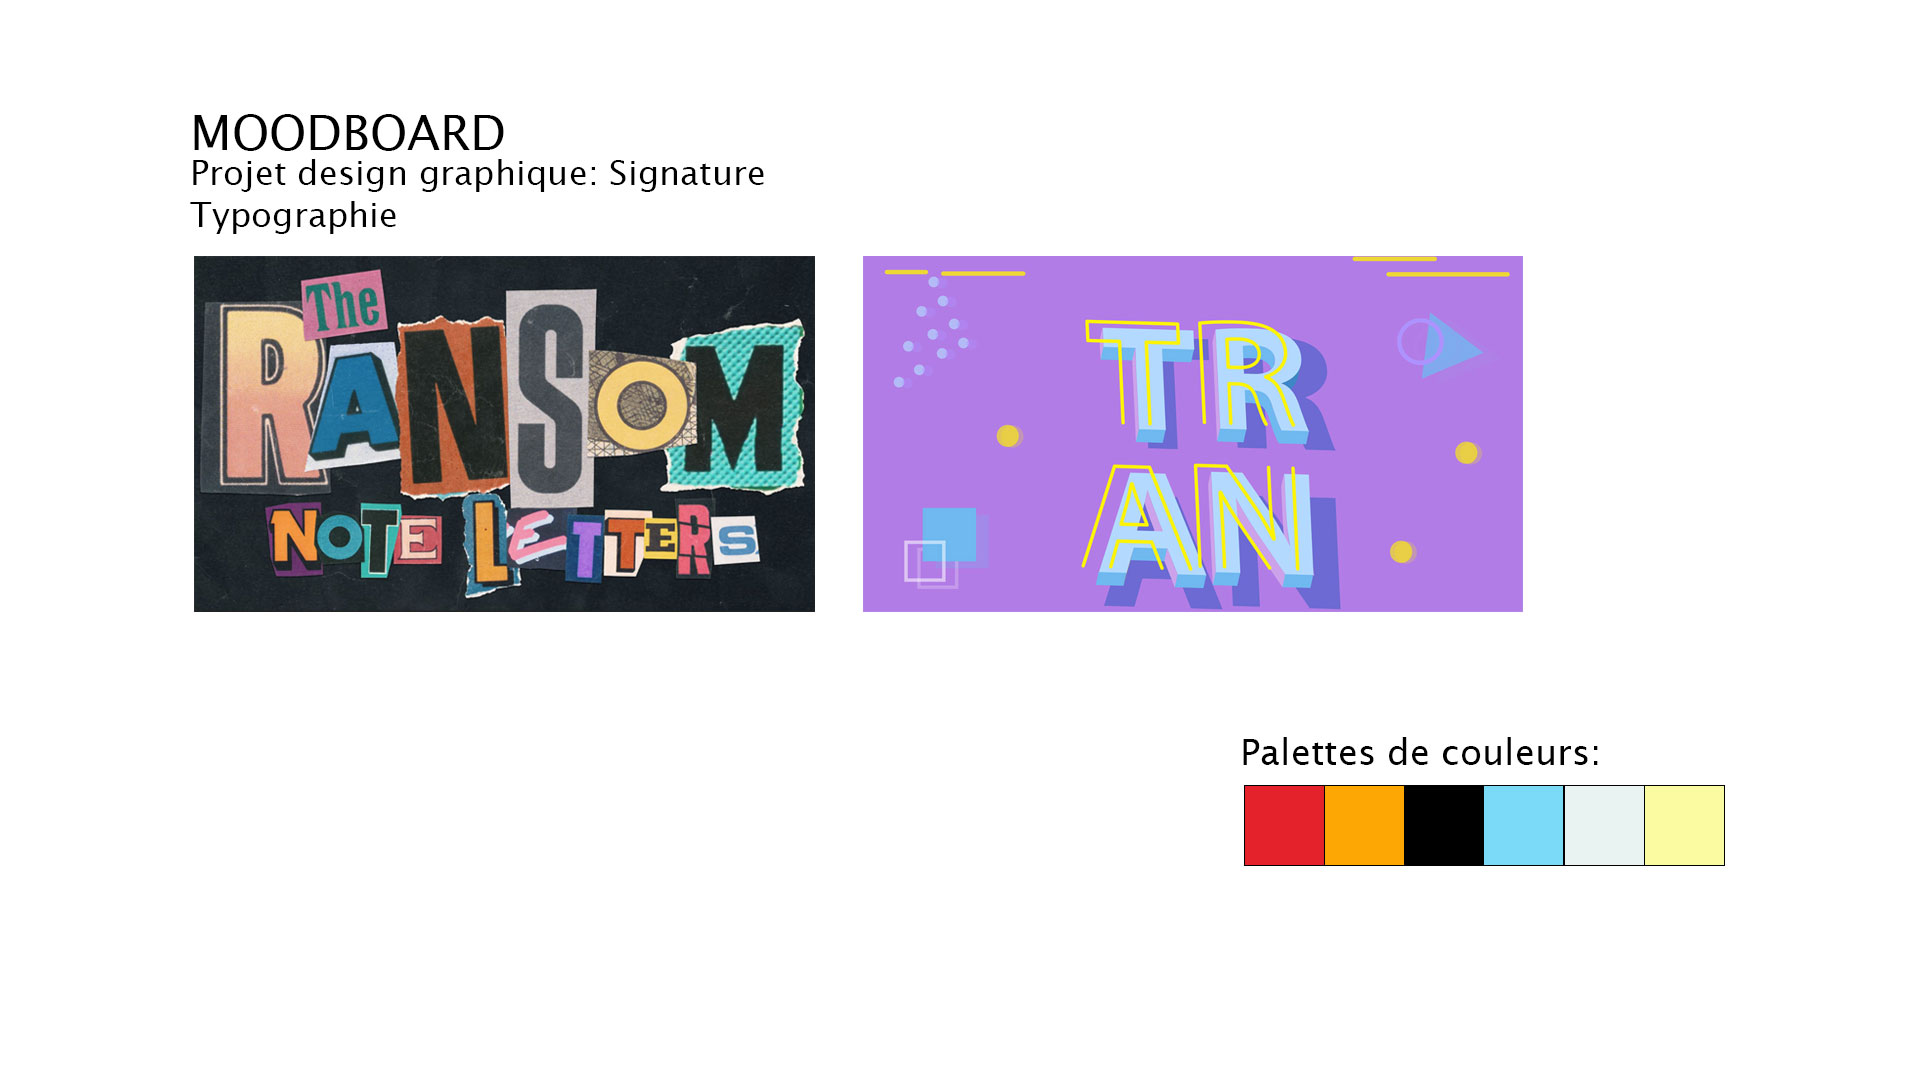 MOODBOARD
Projet design graphique: Signature
Typographie
The
RANSOM
NOTE LETTERS
TR
AN
Palettes de couleurs: